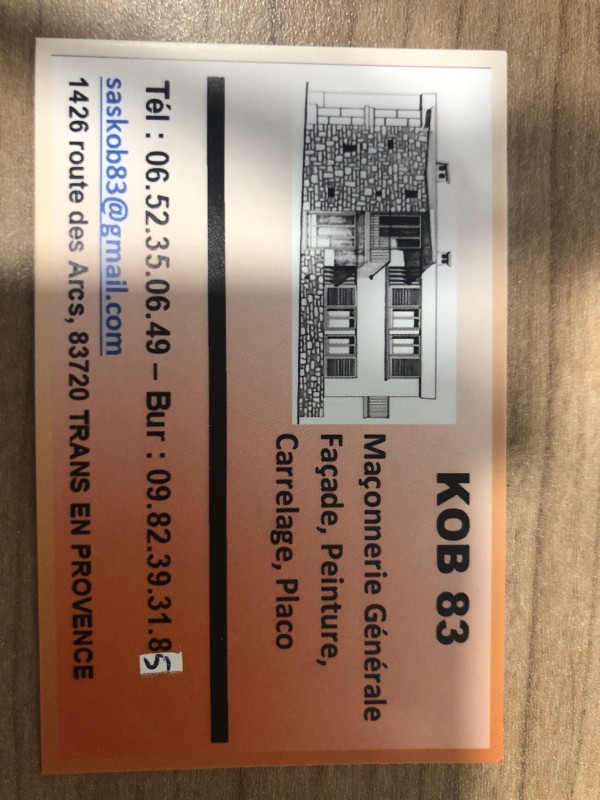 KOB 83
Maçonnerie Générale
Façade, Peinture,
Carrelage, Placo
Tél : 06.52.35.06.49 – Bur : 09.82.39.31.85
saskob83@gmail.com
1426 route des Arcs, 83720 TRANS EN PROVENCE